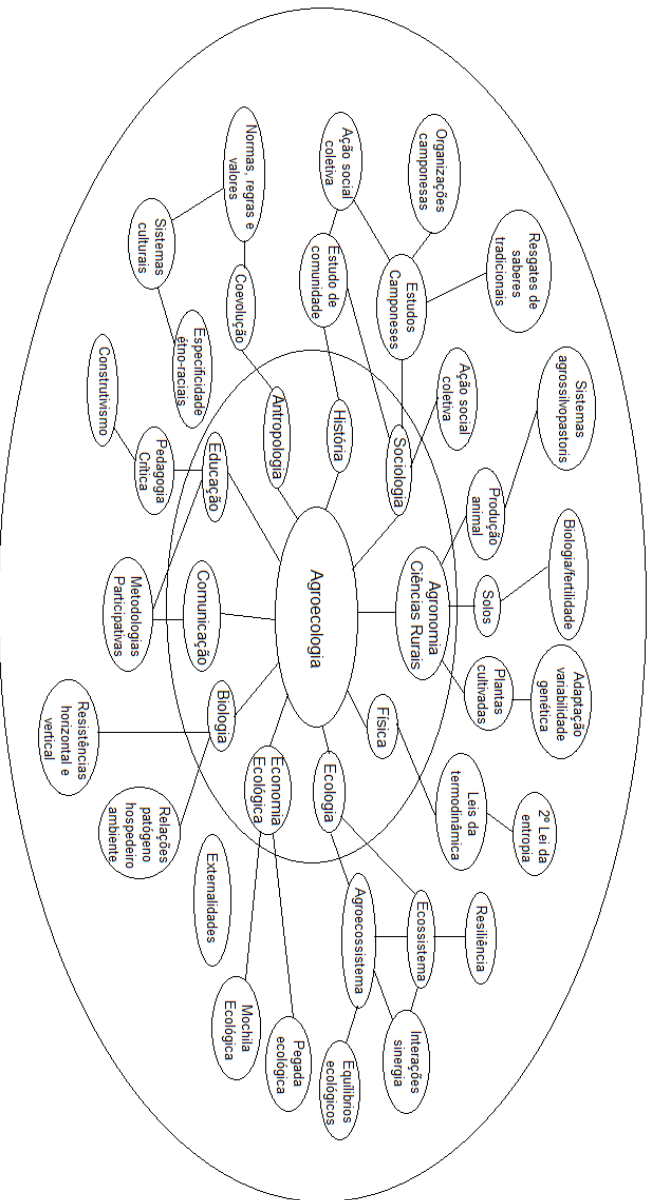 Sistemas
agrossilvopastoris
Biologia/fertilidade
Adaptação
variabilidade
genética
Resgates de
saberes
tradicionais
2º Lei da
entropia
Produção
animal
Solos
Plantas
cultivadas
Resiliência
Ação social
coletiva
Leis da
termodinâmica
Organizações
camponesas
Estudos
Camponeses
Agronomia
Ciências Rurais
Ecossistema
Sociologia
Interações
sinergia
Física
Agroecossistema
Ação social
coletiva
Estudo de
comunidade
História
Agroecologia
Ecologia
Equilíbrios
ecológicos
Antropologia
Economia
Ecológica
Pegada
ecológica
Normas, regras e
valores
Coevolução
Mochila
Ecológica
Educação
Comunicação
Biologia
Externalidades
Especificidade
étno-raciais
Sistemas
culturais
Pedagogia
Crítica
Metodologias
Participativas
Relações
patógeno
hospedeiro
ambiente
Construtivismo
Resistências
horizontal e
vertical